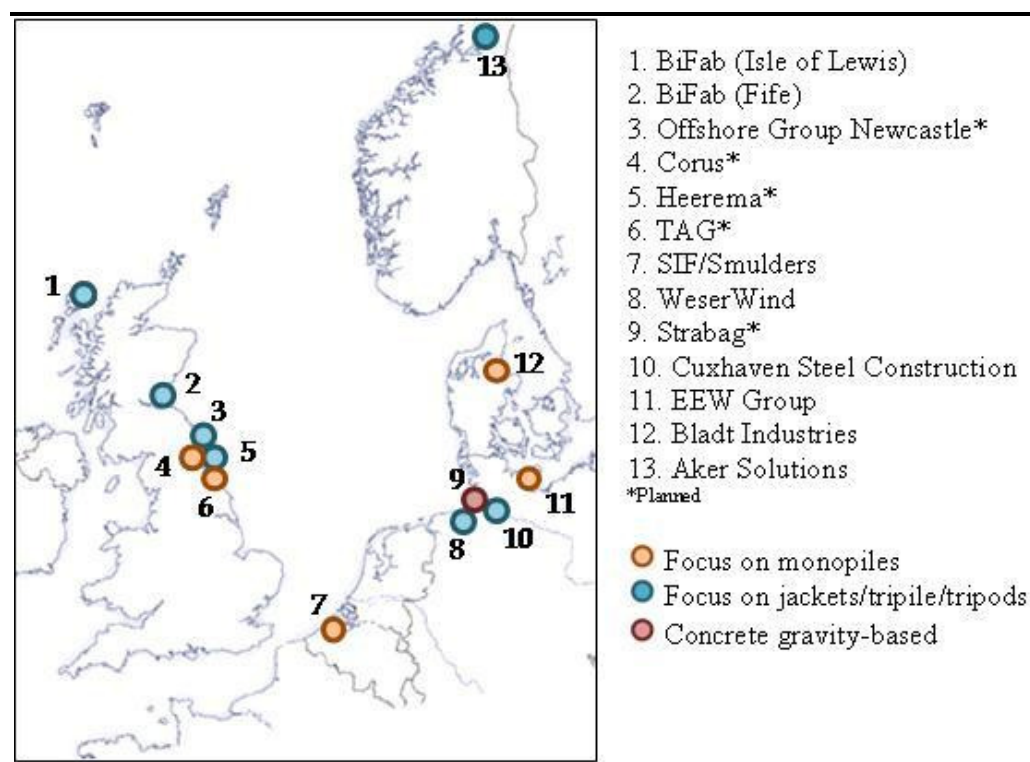 13
1
2
3
4
5
6
12
9
11
10
8
7
1. BiFab (Isle of Lewis)
2. BiFab (Fife)
3. Offshore Group Newcastle*
4. Corus*
5. Heerema*
6. TAG*
7. SIF/Smulders
8. WeserWind
9. Strabag*
10. Cuxhaven Steel Construction
11. EEW Group
12. Bladt Industries
13. Aker Solutions
*Planned
Focus on monopiles
Focus on jackets/tripile/tripods
Concrete gravity-based